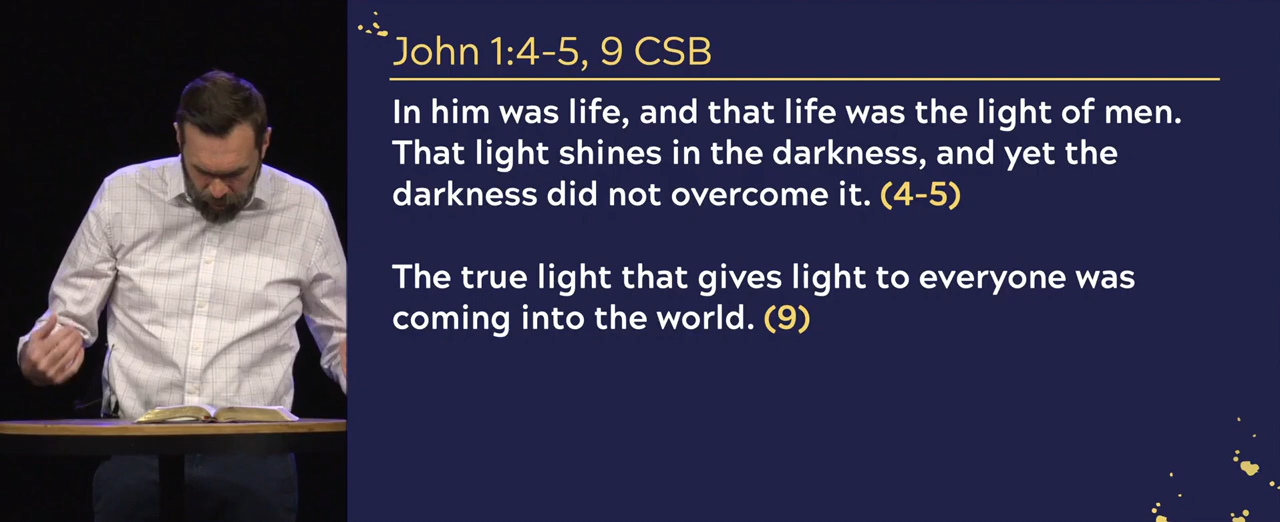 John 1:4-5, 9 CSB
In him was life, and that life was the light of men.
That light shines in the darkness, and yet the
darkness did not overcome it. (4-5)
The true light that gives light to everyone was
coming into the world. (9)